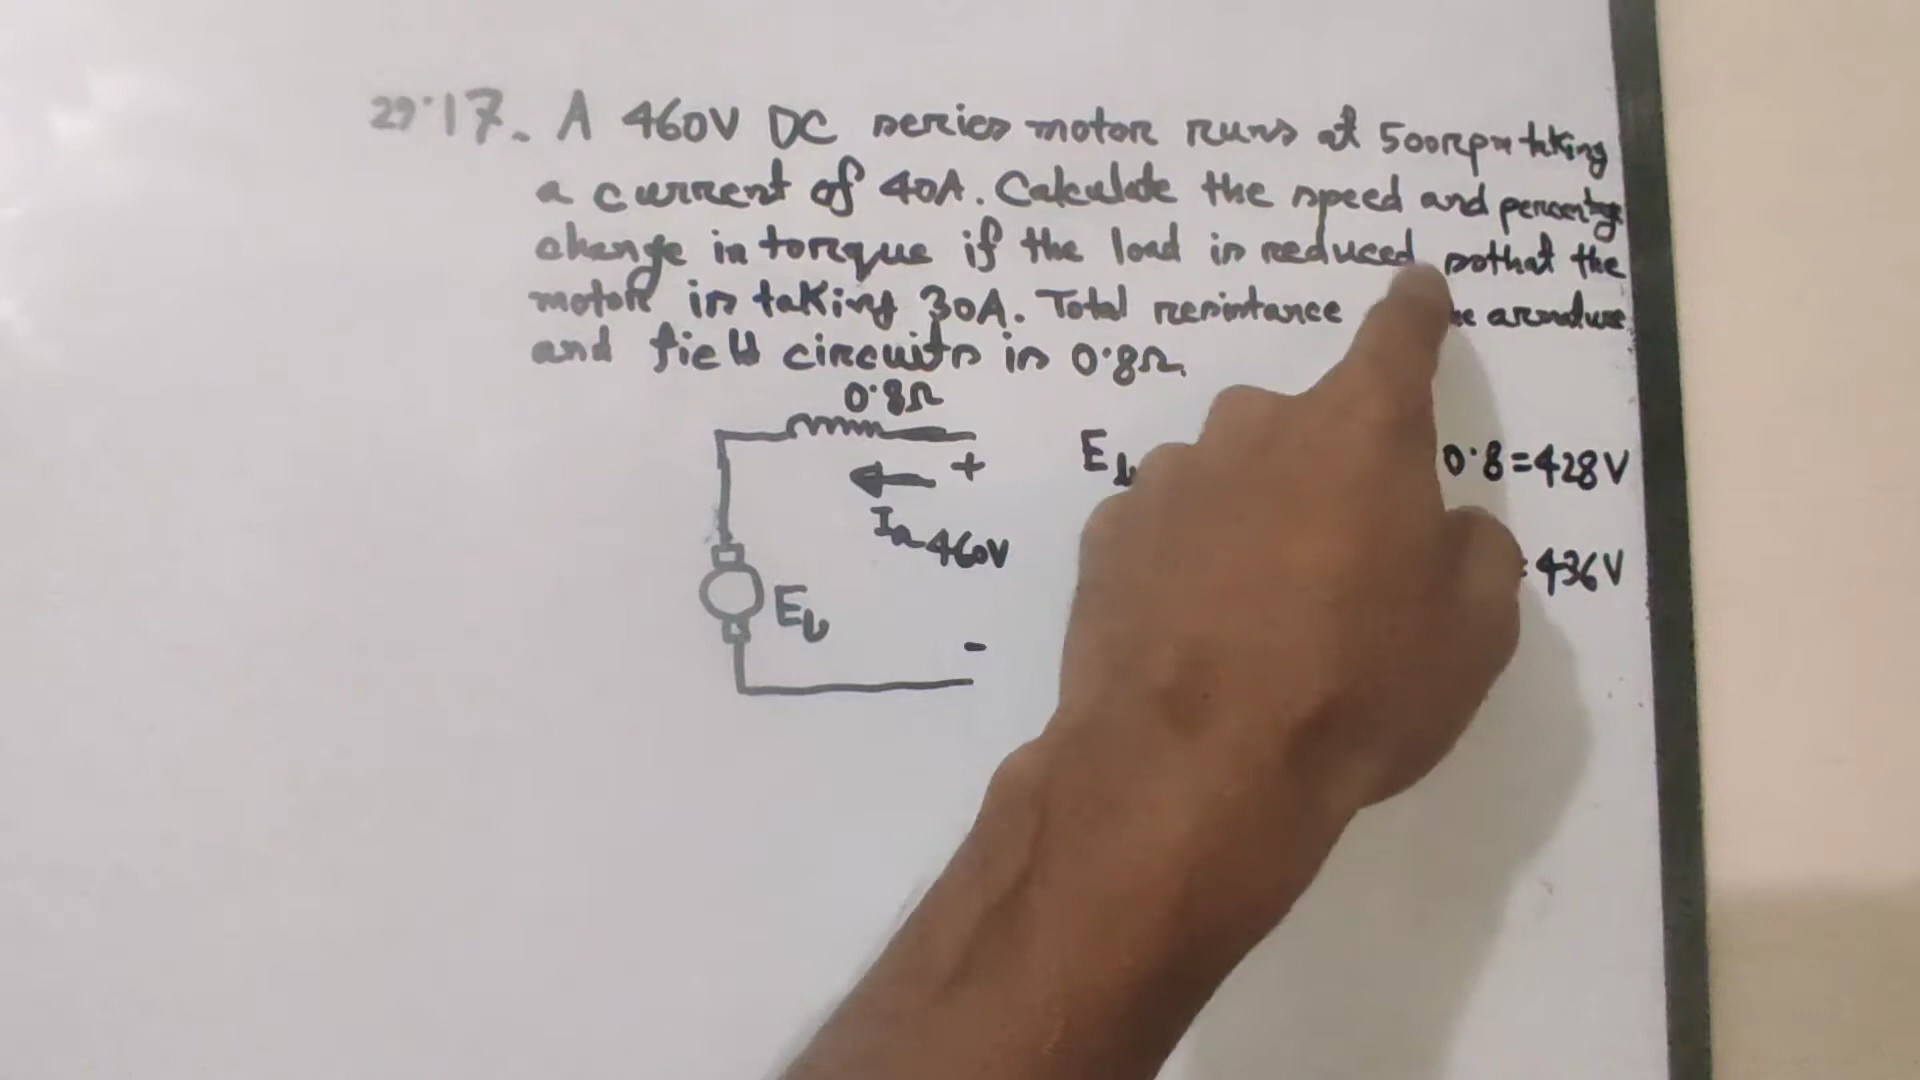 29.17. A 460V DC series motor runs at 500rpm taking
a current of 40A. Calculate the speed and percentage
change in torque if the load is reduced so that the
motor is taking 30A. Total resistance armature
and field circuits is 0.8Ω.
0.8Ω
+
Ia
460V
Eb
-
Eb
0.8=428V
=436V